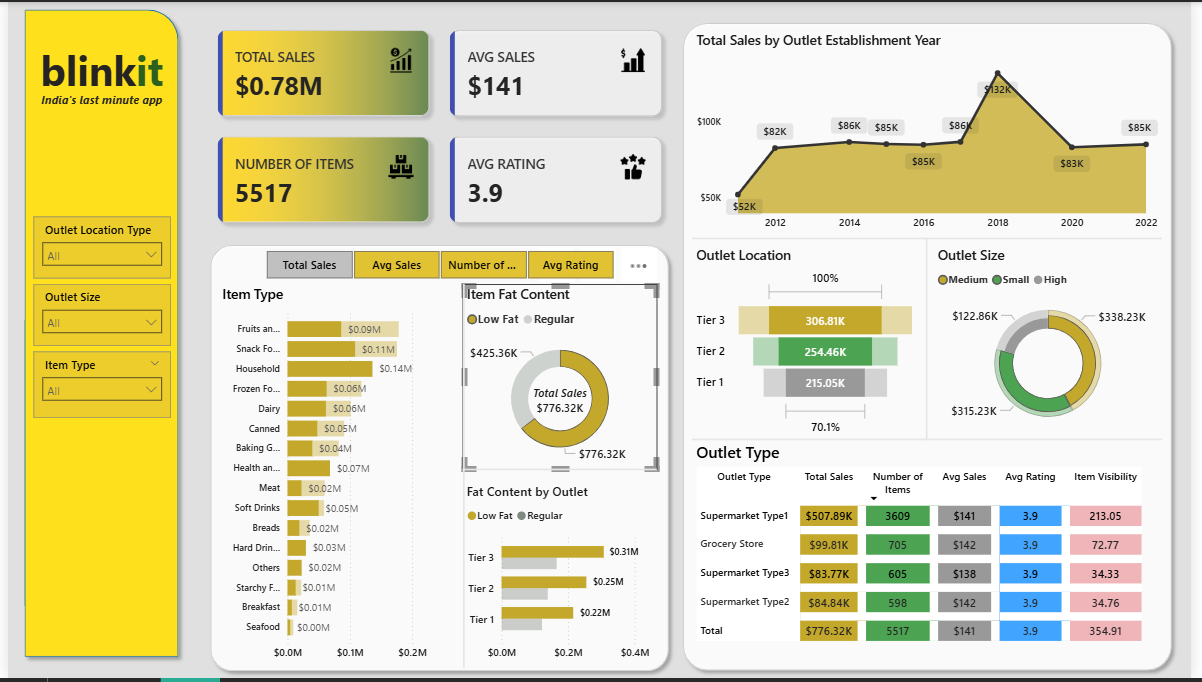 blinkit
India's last minute app
Outlet Location Type
All
Outlet Size
All
Item Type
All
TOTAL SALES
$0.78M
AVG SALES
$141
NUMBER OF ITEMS
5517
AVG RATING
3.9
Total Sales
Avg Sales
Number of ...
Avg Rating
Item Type
Fruits an... $0.09M
Snack Fo... $0.11M
Household $0.14M
Frozen Fo... $0.06M
Dairy $0.06M
Canned $0.05M
Baking G... $0.04M
Health an... $0.07M
Meat $0.02M
Soft Drinks $0.05M
Breads $0.02M
Hard Drin... $0.03M
Others $0.02M
Starchy F... $0.01M
Breakfast $0.01M
Seafood $0.00M
$0.0M $0.1M $0.2M
Item Fat Content
Low Fat Regular
$425.36K
Total Sales
$776.32K
$776.32K
Fat Content by Outlet
Low Fat Regular
Tier 3 $0.31M
Tier 2 $0.25M
Tier 1 $0.22M
$0.0M $0.2M $0.4M
Total Sales by Outlet Establishment Year
$132K
$100K
$82K $86K $85K $85K $86K $83K $85K
$50K
$52K
2012 2014 2016 2018 2020 2022
Outlet Location
100%
Tier 3 306.81K
Tier 2 254.46K
Tier 1 215.05K
70.1%
Outlet Size
Medium Small High
$122.86K $338.23K
$315.23K
Outlet Type
Outlet Type Total Sales Number of Items Avg Sales Avg Rating Item Visibility
Supermarket Type1 $507.89K 3609 $141 3.9 213.05
Grocery Store $99.81K 705 $142 3.9 72.77
Supermarket Type3 $83.77K 605 $138 3.9 34.33
Supermarket Type2 $84.84K 598 $142 3.9 34.76
Total $776.32K 5517 $141 3.9 354.91